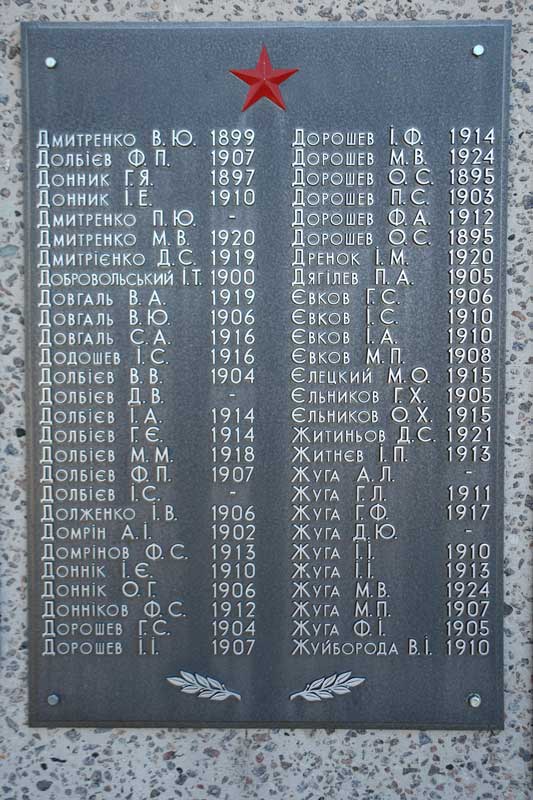 Дмитренко В.Ю. 1899
Долбієв Ф.П. 1907
Донник Г.Я. 1897
Донник І.Е. 1910
Дмитренко П.Ю. -
Дмитренко М.В. 1920
Дмитрієнко Д.С. 1919
Добровольський І.Т. 1900
Довгаль В.А. 1919
Довгаль В.Ю. 1906
Довгаль С.А. 1916
Додошев І.С. 1916
Долбієв В.В. 1904
Долбієв Д.В. -
Долбієв І.А. 1914
Долбієв Г.Є. 1914
Долбієв М.М. 1918
Долбієв Ф.П. 1907
Долбієв І.С. -
Долженко І.В. 1906
Домрін А.І. 1902
Домрінов Ф.С. 1913
Доннік І.Є. 1910
Доннік О.Г. 1906
Донніков Ф.С. 1912
Дорошев Г.С. 1904
Дорошев І.І. 1907
Дорошев І.Ф. 1914
Дорошев М.В. 1924
Дорошев О.С. 1895
Дорошев П.С. 1903
Дорошев Ф.А. 1912
Дорошев О.С. 1895
Дренок І.М. 1920
Дягілев П.А. 1905
Євков Г.С. 1906
Євков І.С. 1910
Євков І.А. 1910
Євков М.П. 1908
Єлецкий М.О. 1915
Єльников Г.Х. 1905
Єльников О.Х. 1915
Житиньов Д.С. 1921
Житнєв І.П. 1913
Жуга А.Л. -
Жуга Г.Л. 1911
Жуга Г.Ф. 1917
Жуга Д.Ю. -
Жуга І.І. 1910
Жуга І.І. 1913
Жуга М.В. 1924
Жуга М.П. 1907
Жуга Ф.І. 1905
Жуйборода В.І. 1910